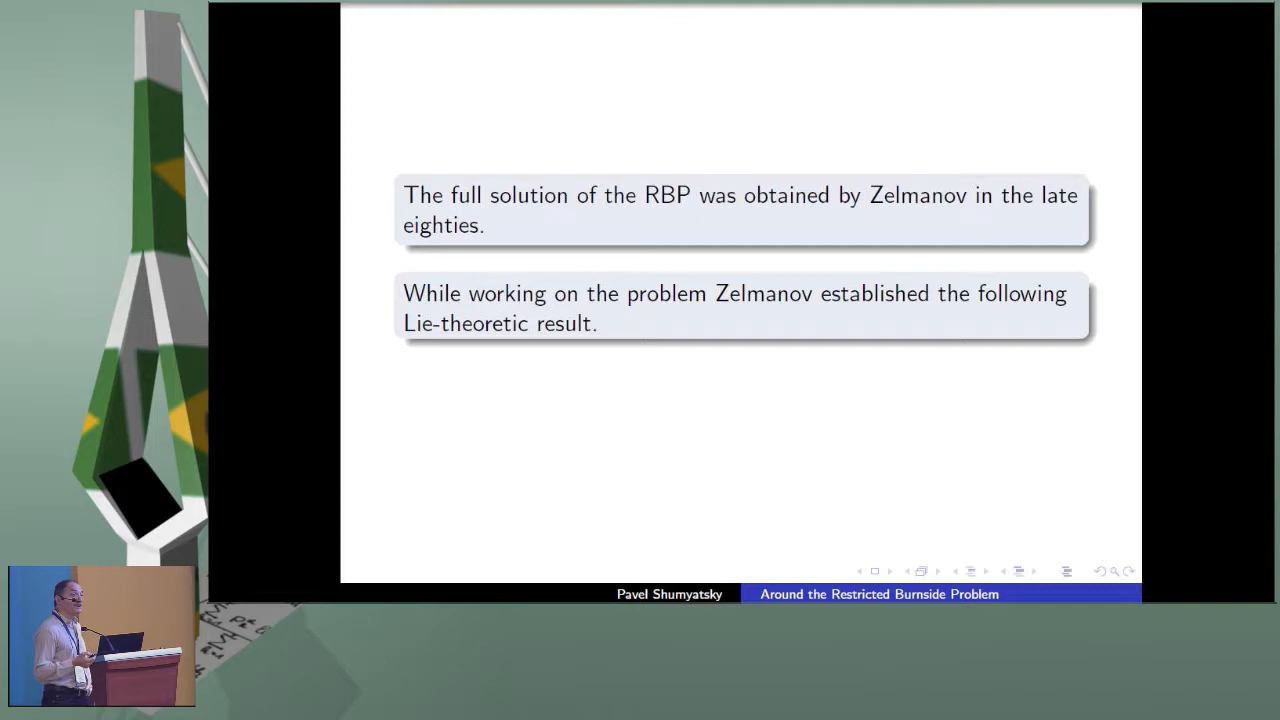 The full solution of the RBP was obtained by Zelmanov in the late
eighties.
While working on the problem Zelmanov established the following
Lie-theoretic result.
Pavel Shumyatsky
Around the Restricted Burnside Problem